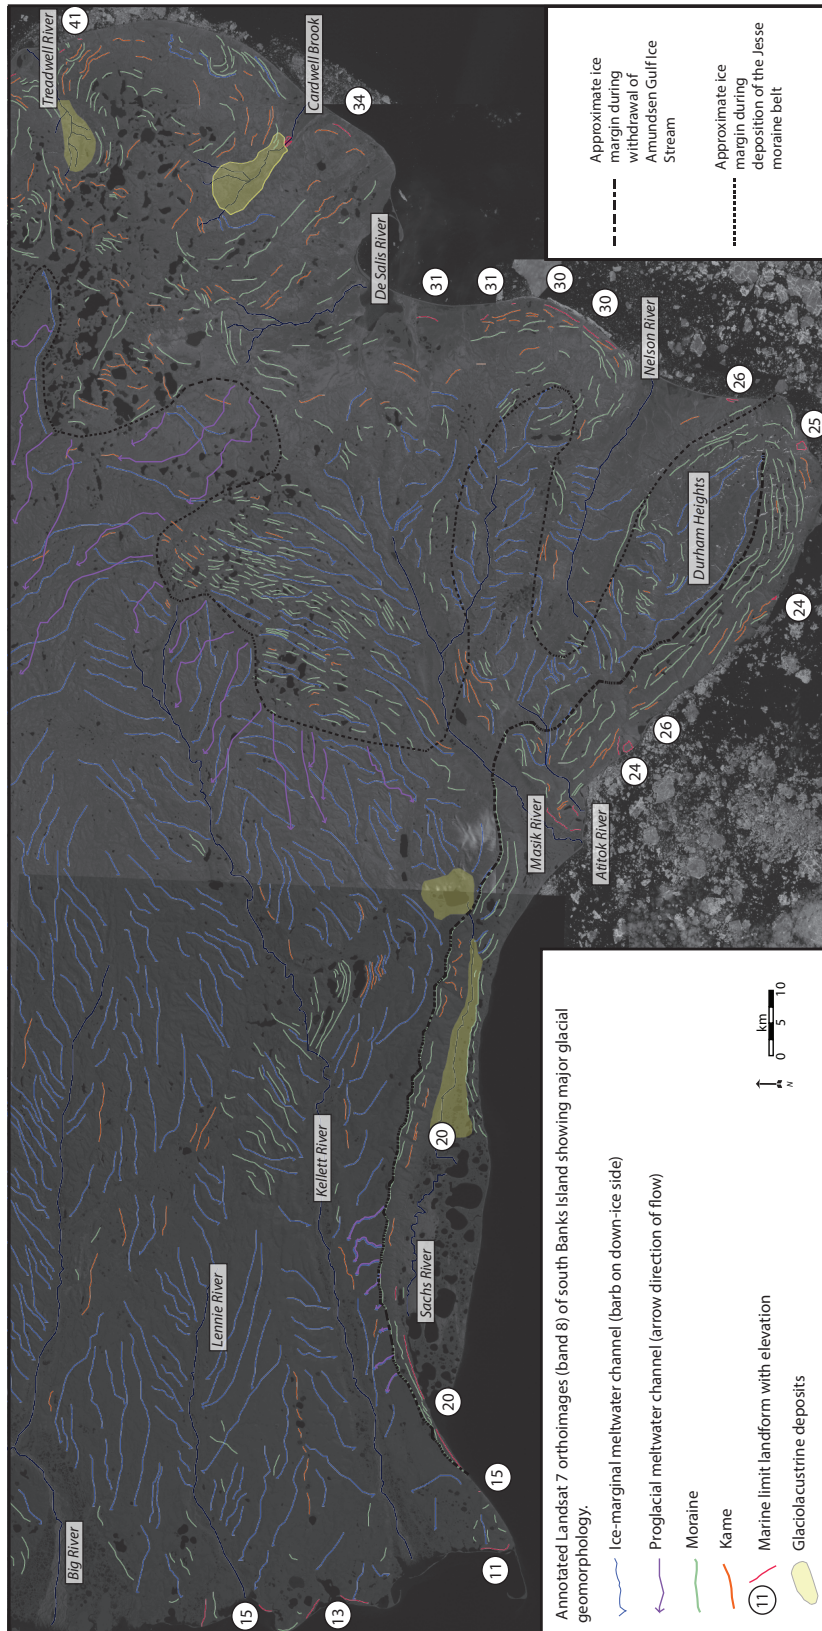 Treadwell River
41
Cardwell Brook
34
De Salis River
31
31
30
30
Nelson River
26
25
Durham Heights
24
26
24
Masik River
Atitok River
Kellett River
20
Sachs River
Lennie River
20
15
Big River
11
15
13
Approximate ice
margin during
withdrawal of
Amundsen Gulf Ice
Stream
Approximate ice
margin during
deposition of the Jesse
moraine belt
Annotated Landsat 7 orthoimages (band 8) of south Banks Island showing major glacial
geomorphology.
Ice-marginal meltwater channel (barb on down-ice side)
Proglacial meltwater channel (arrow direction of flow)
Moraine
Kame
11 Marine limit landform with elevation
Glaciolacustrine deposits
N
km
0 5 10